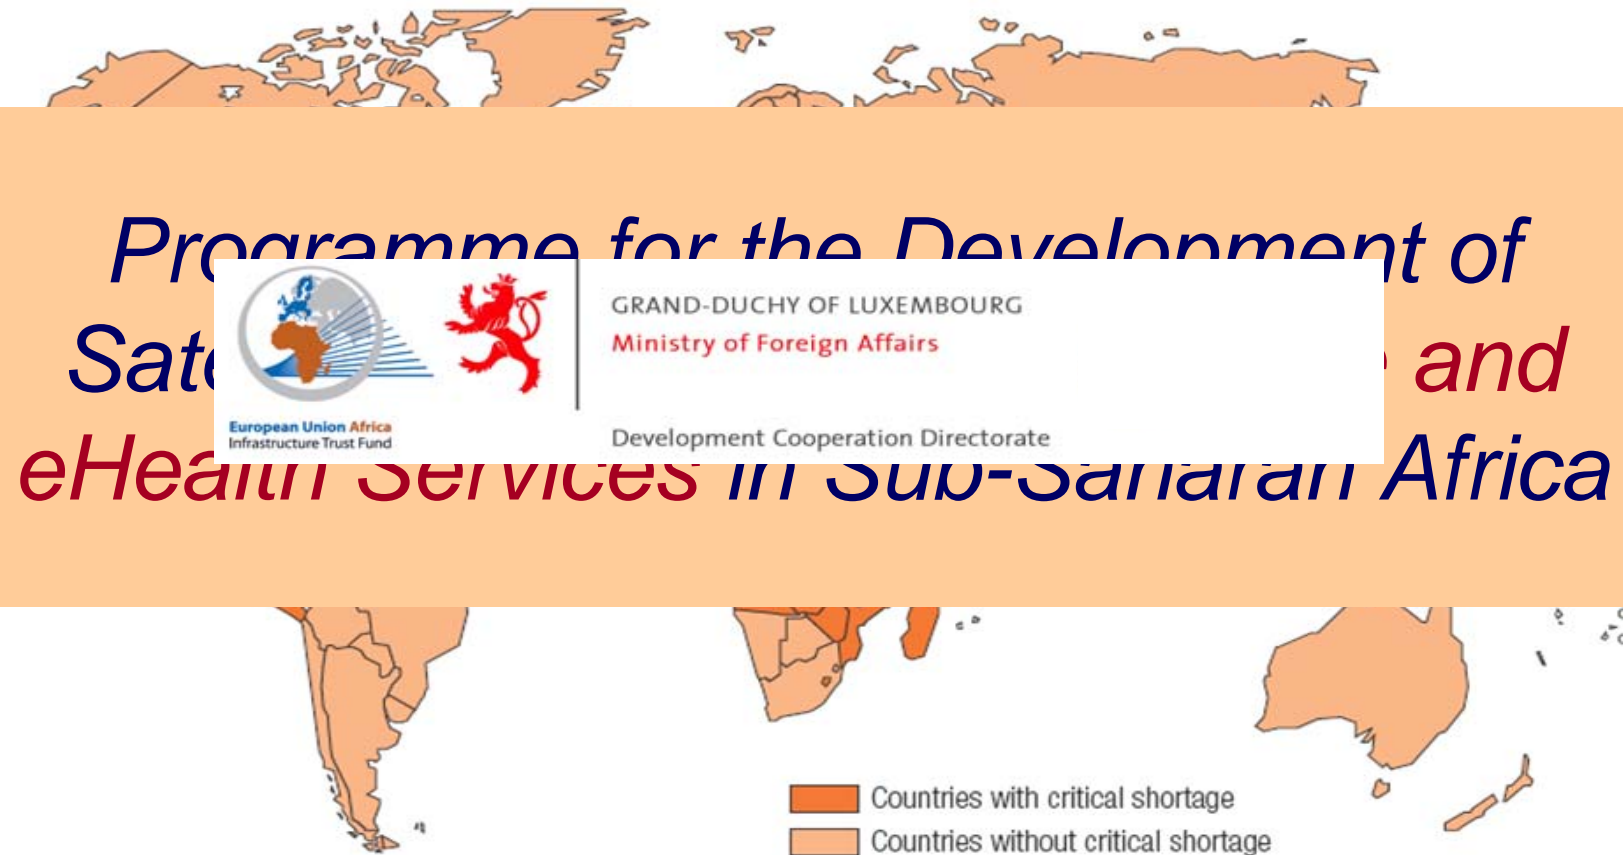 Programme for the Development of
and
eHealth Services in Sub-Saharan Africa
GRAND-DUCHY OF LUXEMBOURG
Ministry of Foreign Affairs
European Union Africa
Infrastructure Trust Fund
Development Cooperation Directorate
Countries with critical shortage
Countries without critical shortage